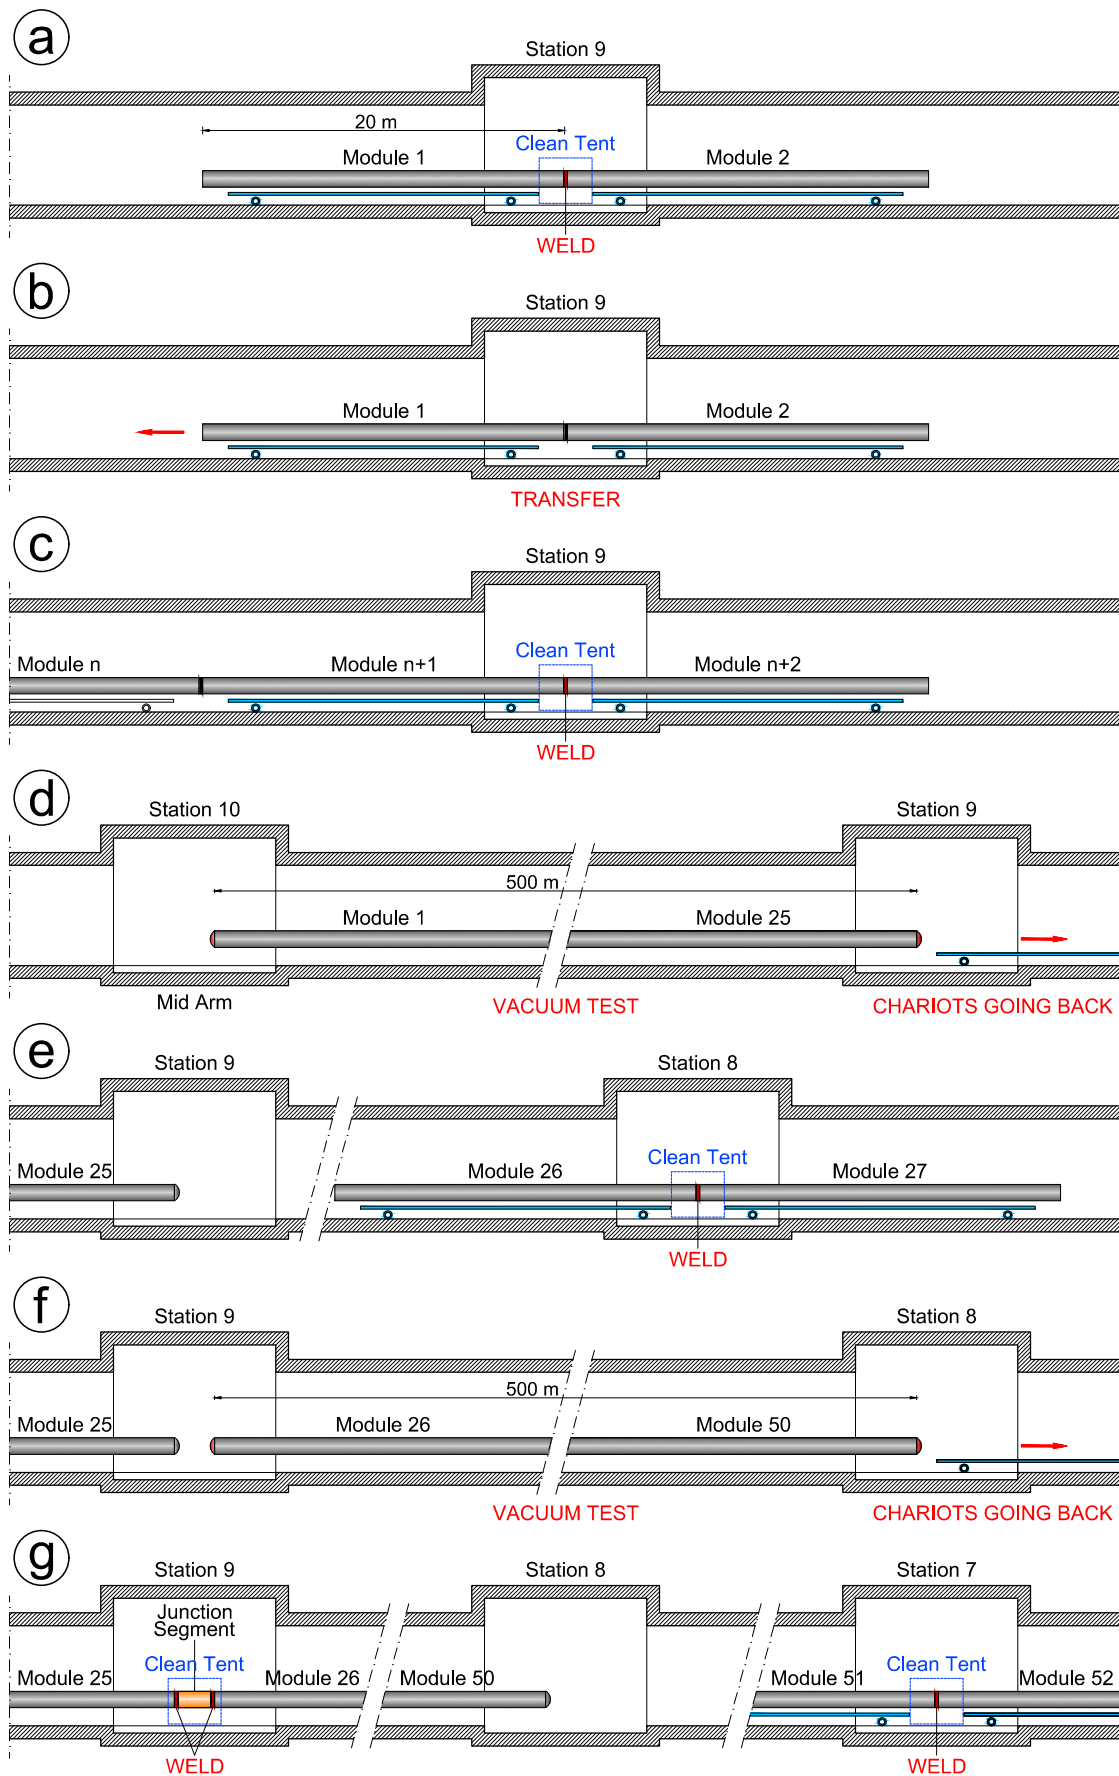 a
Station 9
20 m
Clean Tent
Module 1
Module 2
WELD
b
Station 9
Module 1
Module 2
TRANSFER
c
Station 9
Clean Tent
Module n
Module n+1
Module n+2
WELD
d
Station 10
Station 9
500 m
Module 1
Module 25
Mid Arm
VACUUM TEST
CHARIOTS GOING BACK
e
Station 9
Station 8
Clean Tent
Module 25
Module 26
Module 27
WELD
f
Station 9
Station 8
500 m
Module 25
Module 26
Module 50
VACUUM TEST
CHARIOTS GOING BACK
g
Station 9
Station 8
Station 7
Junction
Segment
Clean Tent
Clean Tent
Module 25
Module 26
Module 50
Module 51
Module 52
WELD
WELD